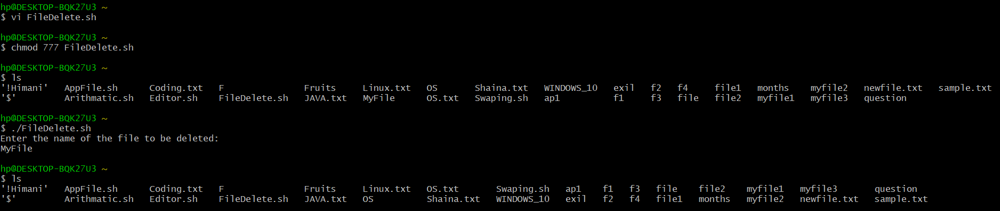 hp@DESKTOP-BQK27U3 ~
$ vi FileDelete.sh
hp@DESKTOP-BQK27U3 ~
$ chmod 777 FileDelete.sh
hp@DESKTOP-BQK27U3 ~
$ ls
'!Himani'   AppFile.sh      Coding.txt   F              Fruits     Linux.txt   OS       Shaina.txt   WINDOWS_10   exil   f2   f4     file1   months    myfile2   newfile.txt   sample.txt
'$'         Arithmatic.sh   Editor.sh    FileDelete.sh   JAVA.txt   MyFile      OS.txt   Swaping.sh   ap1          f1     f3   file   file2   myfile1   myfile3   question
hp@DESKTOP-BQK27U3 ~
$ ./FileDelete.sh
Enter the name of the file to be deleted:
MyFile
hp@DESKTOP-BQK27U3 ~
$ ls
'!Himani'   AppFile.sh      Coding.txt   F               Fruits     Linux.txt   OS.txt       Swaping.sh   ap1    f1   f3   file    file2    myfile1   myfile3       question
'$'         Arithmatic.sh   Editor.sh    FileDelete.sh   JAVA.txt   OS          Shaina.txt   WINDOWS_10   exil   f2   f4   file1   months   myfile2   newfile.txt   sample.txt